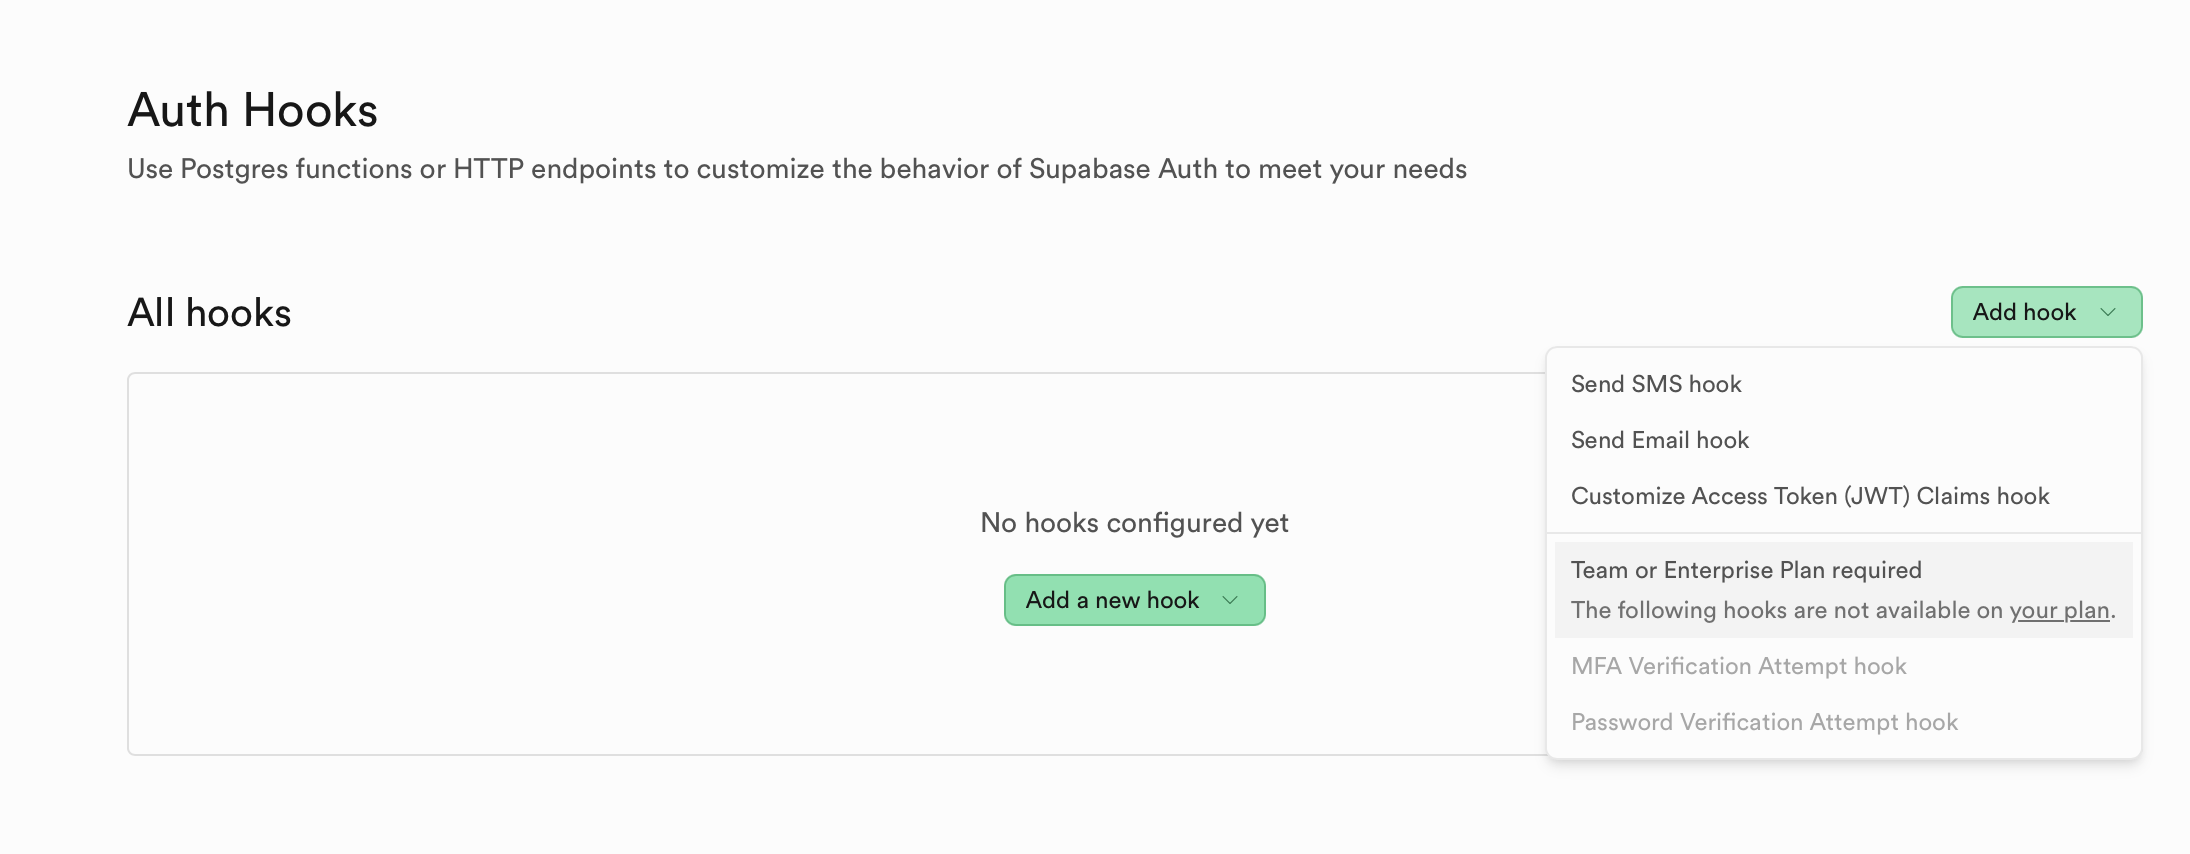 Auth Hooks
Use Postgres functions or HTTP endpoints to customize the behavior of Supabase Auth to meet your needs
All hooks
Add hook
Send SMS hook
Send Email hook
Customize Access Token (JWT) Claims hook
Team or Enterprise Plan required
The following hooks are not available on your plan.
MFA Verification Attempt hook
Password Verification Attempt hook
No hooks configured yet
Add a new hook